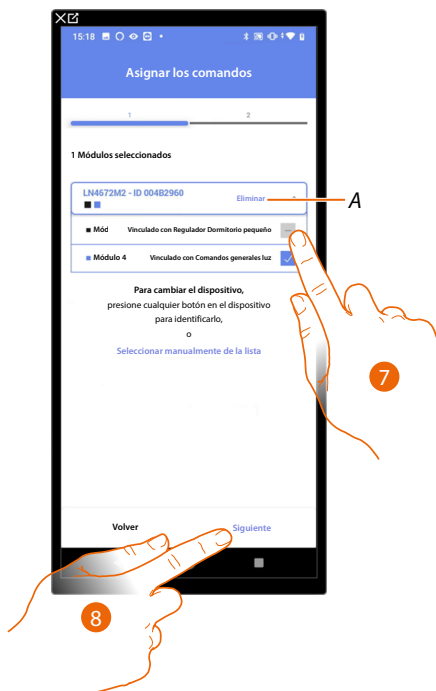 15:18
Asignar los comandos
1 2
1 Módulos seleccionados
LN4672M2 - ID 004B2960
Eliminar
A
Mód Vinculado con Regulador Dormitorio pequeño
Módulo 4 Vinculado con Comandos generales luz
Para cambiar el dispositivo,
presione cualquier botón en el dispositivo
para identificarlo,
o
Seleccionar manualmente de la lista
7
Volver Siguiente
8